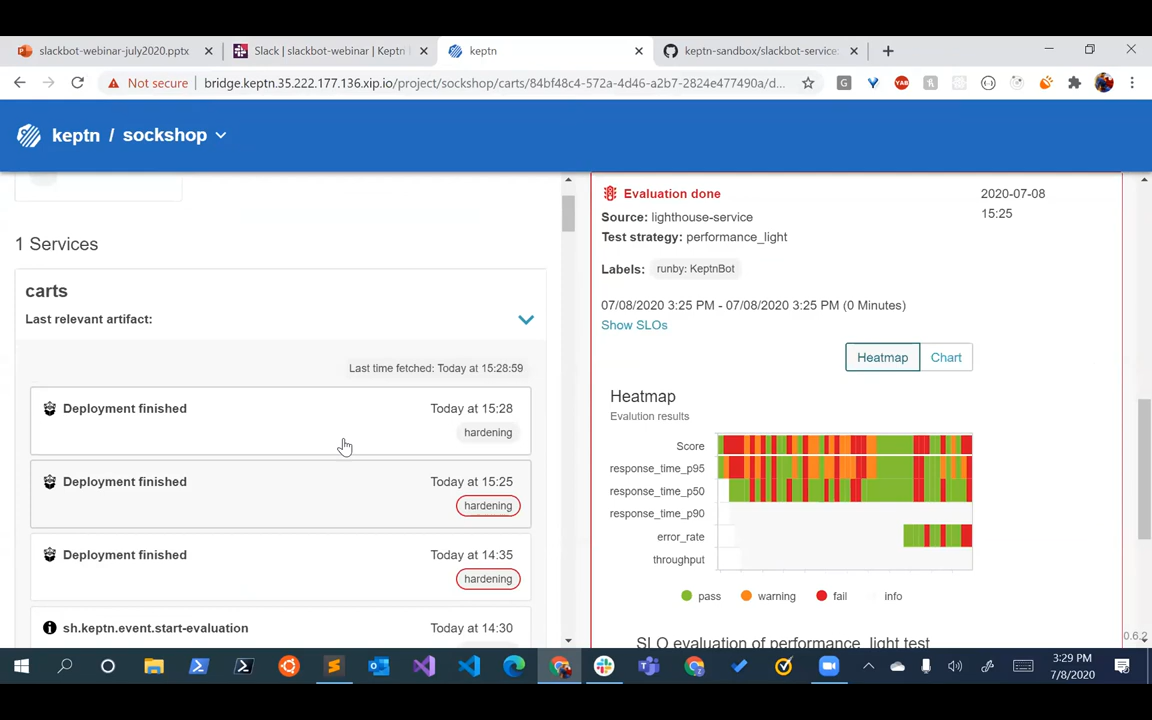 slackbot-webinar-july2020.pptx
Slack | slackbot-webinar | Keptn
keptn
keptn-sandbox/slackbot-service:
Not secure
bridge.keptn.35.222.177.136.xip.io/project/sockshop/carts/84bf48c4-572a-4d46-a2b7-2824e477490a/d...
keptn / sockshop
1 Services
carts
Last relevant artifact:
Last time fetched: Today at 15:28:59
Deployment finished
Today at 15:28
hardening
Deployment finished
Today at 15:25
hardening
Deployment finished
Today at 14:35
hardening
sh.keptn.event.start-evaluation
Today at 14:30
Evaluation done
2020-07-08
15:25
Source: lighthouse-service
Test strategy: performance_light
Labels: runby: KeptnBot
07/08/2020 3:25 PM - 07/08/2020 3:25 PM (0 Minutes)
Show SLOs
Heatmap
Chart
Heatmap
Evalution results
Score
response_time_p95
response_time_p50
response_time_p90
error_rate
throughput
pass
warning
fail
info
SLO evaluation of performance_light test
0.6.2
3:29 PM
7/8/2020